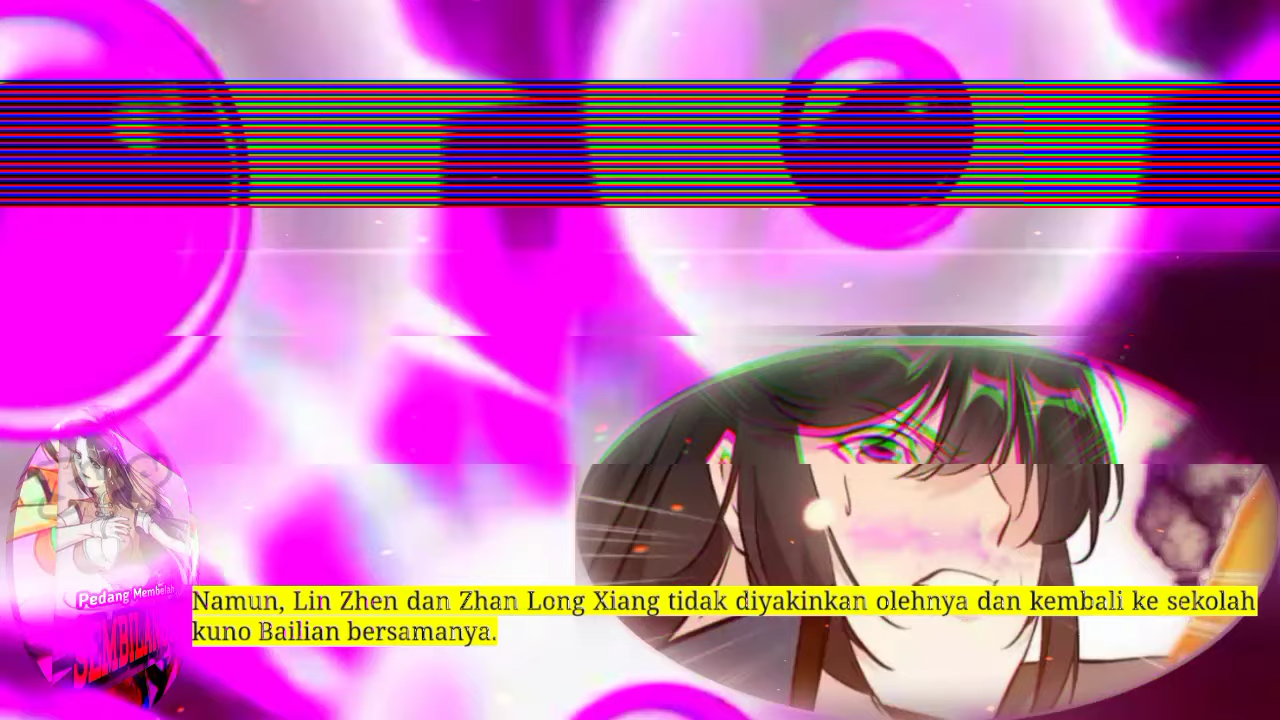 Pedang Membelah
SEMBILAN
Namun, Lin Zhen dan Zhan Long Xiang tidak diyakinkan olehnya dan kembali ke sekolah
kuno Bailian bersamanya.